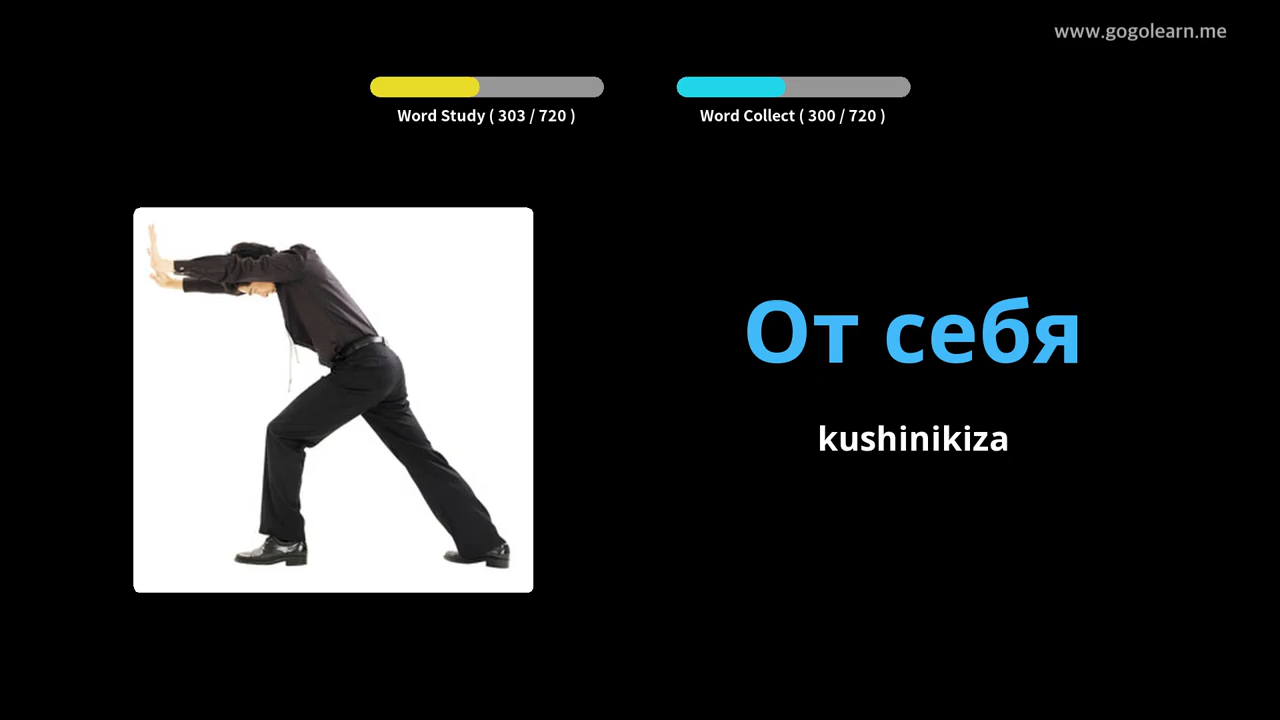 www.gogolearn.me
Word Study ( 303 / 720 )
Word Collect ( 300 / 720 )
От себя
kushinikiza